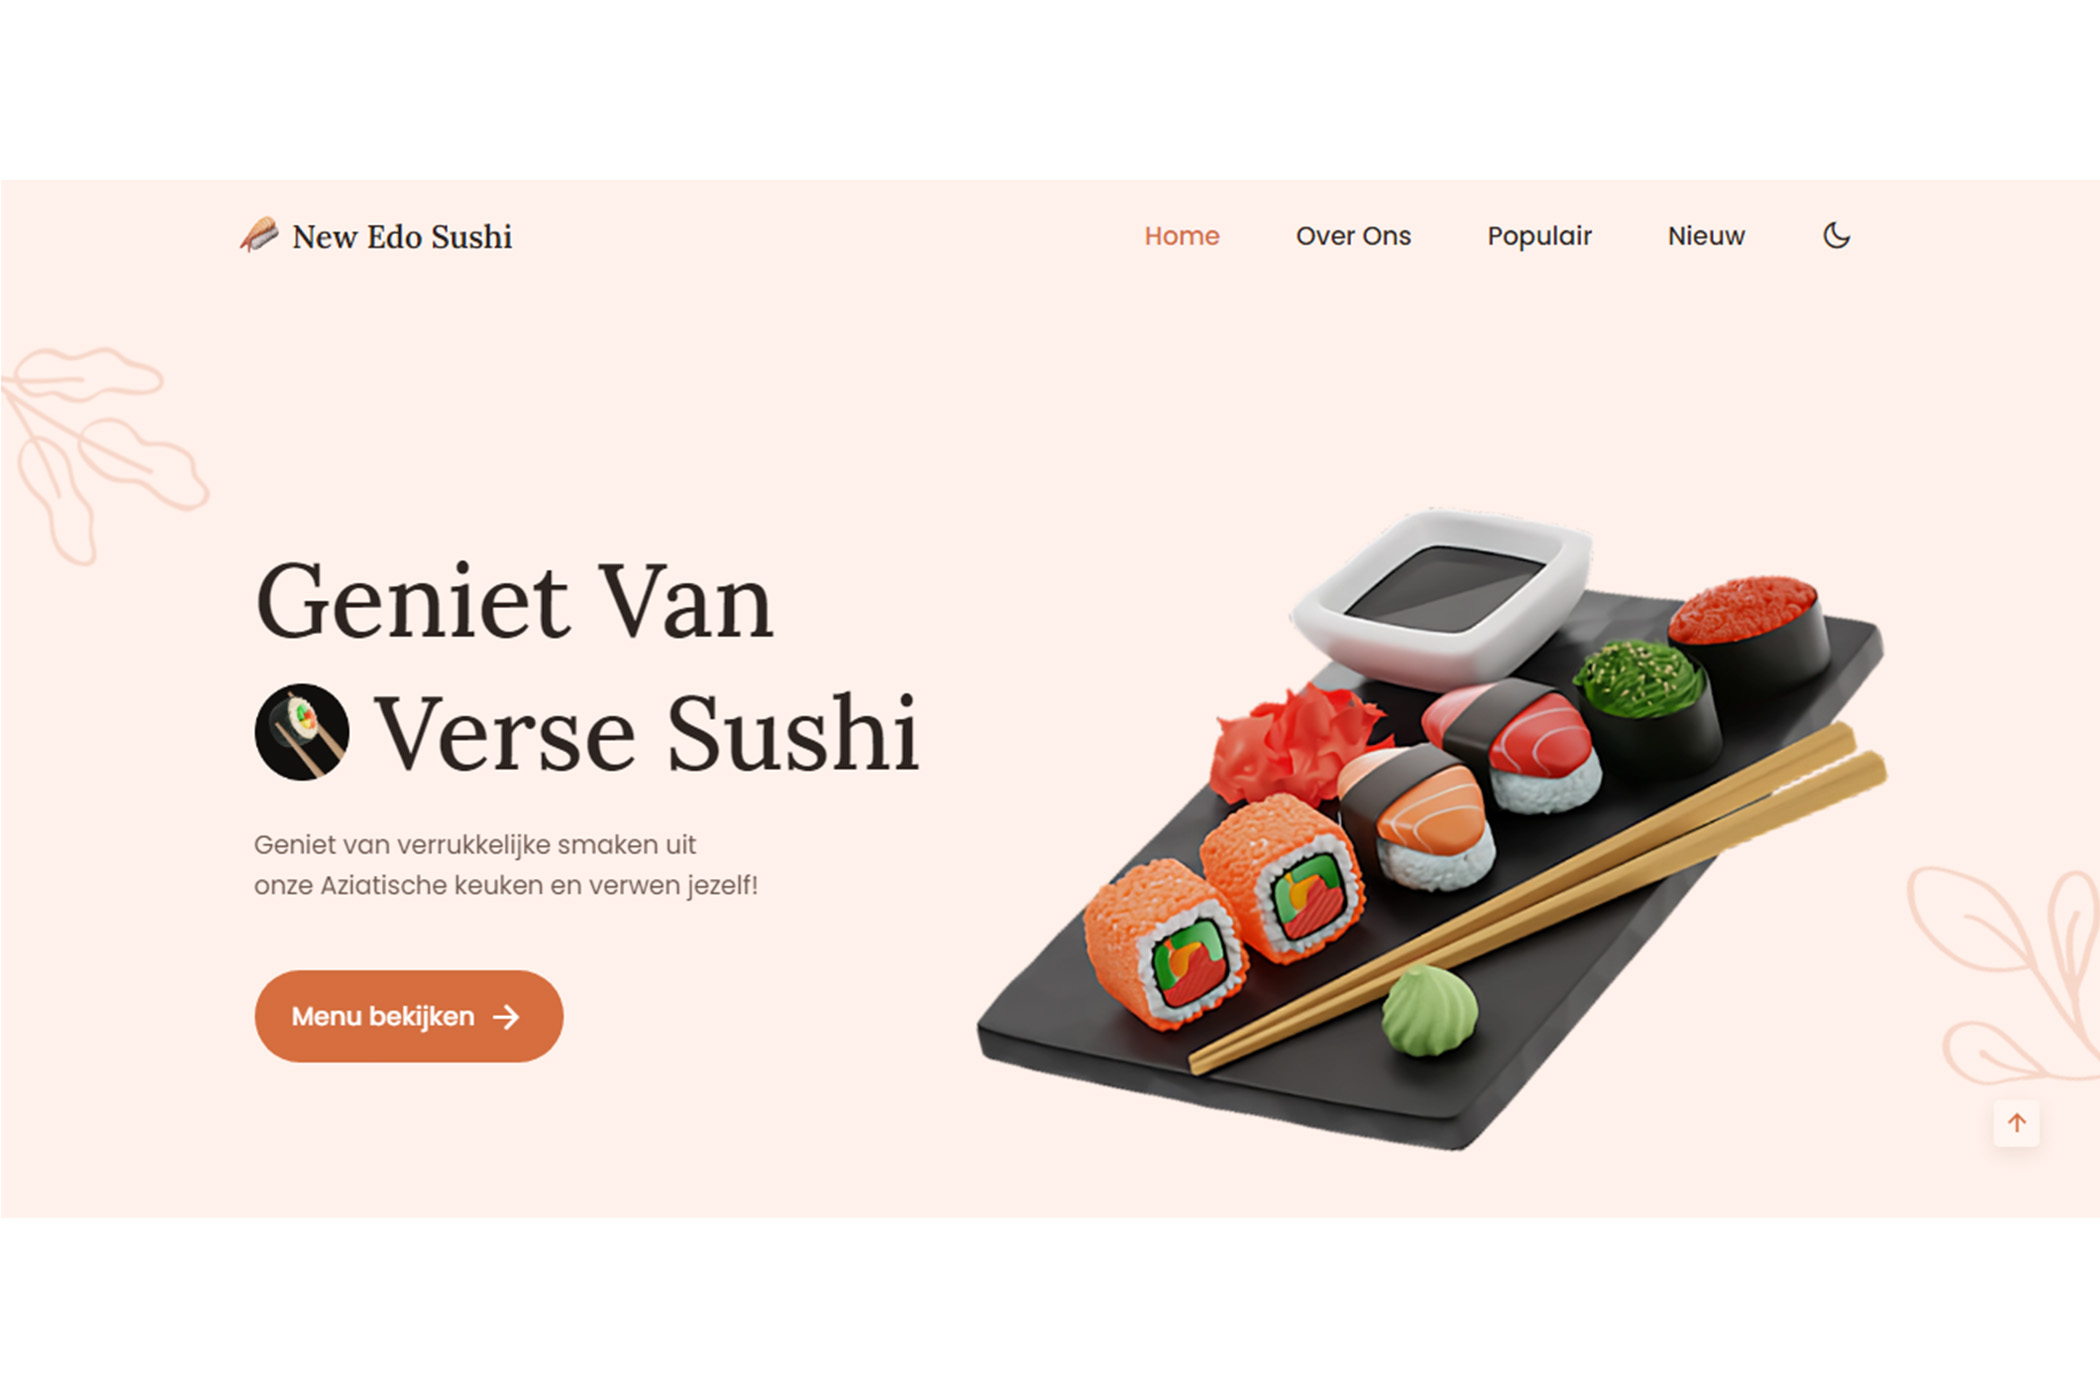 New Edo Sushi
Home Over Ons Populair Nieuw
Geniet Van
Verse Sushi
Geniet van verrukkelijke smaken uit
onze Aziatische keuken en verwen jezelf!
Menu bekijken